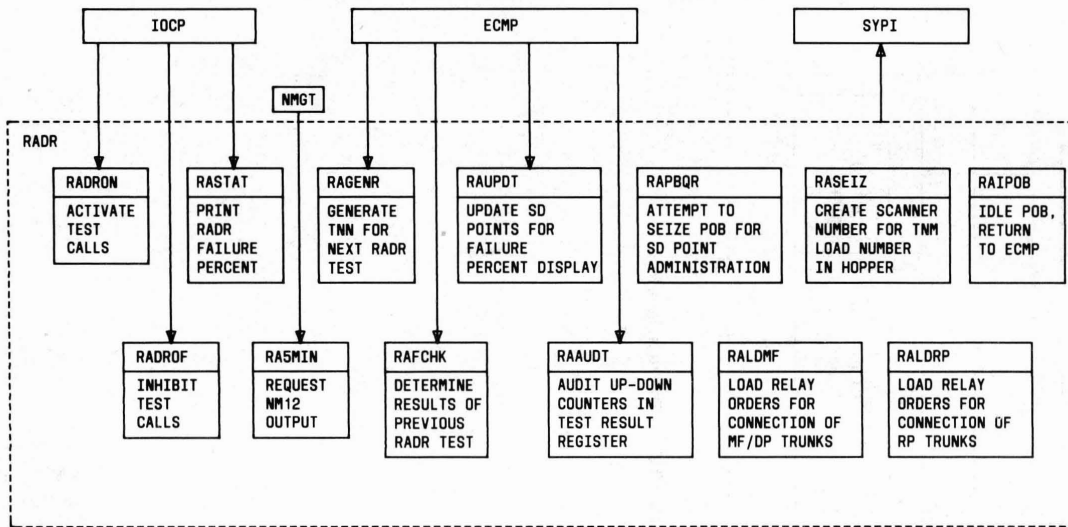 IOCP
ECMP
SYPI
NMGT
RADR
RADRON
ACTIVATE
TEST
CALLS
RASTAT
PRINT
RADR
FAILURE
PERCENT
RAGENR
GENERATE
TNN FOR
NEXT RADR
TEST
RAUPDT
UPDATE SD
POINTS FOR
FAILURE
PERCENT DISPLAY
RAPBQR
ATTEMPT TO
SEIZE POB FOR
SD POINT
ADMINISTRATION
RASEIZ
CREATE SCANNER
NUMBER FOR TNM
LOAD NUMBER
IN HOPPER
RAIPOB
IDLE POB,
RETURN
TO ECMP
RADROF
INHIBIT
TEST
CALLS
RA5MIN
REQUEST
NM12
OUTPUT
RAFCHK
DETERMINE
RESULTS OF
PREVIOUS
RADR TEST
RAAUDT
AUDIT UP-DOWN
COUNTERS IN
TEST RESULT
REGISTER
RALDMF
LOAD RELAY
ORDERS FOR
CONNECTION OF
MF/DP TRUNKS
RALDRP
LOAD RELAY
ORDERS FOR
CONNECTION OF
RP TRUNKS